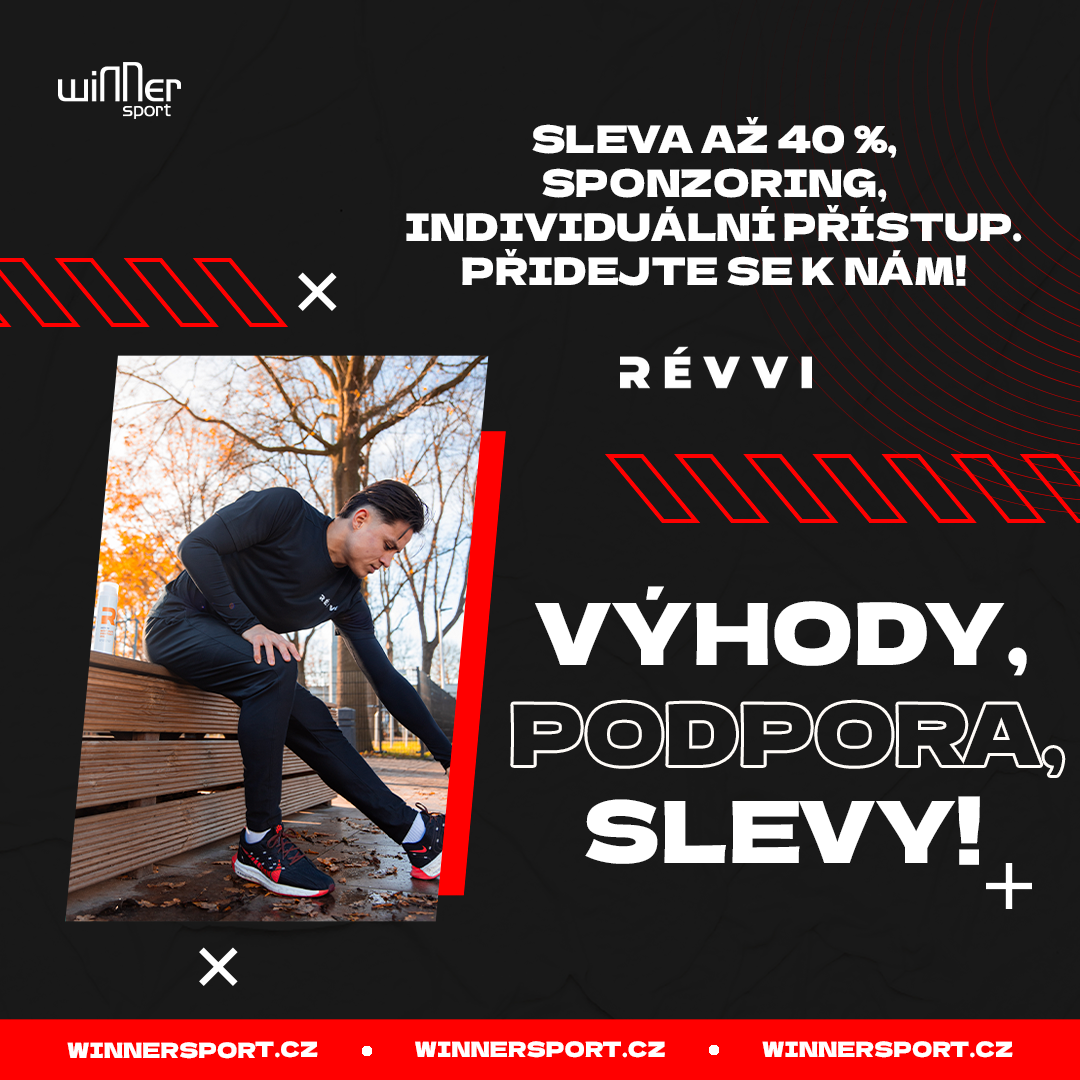 winner
sport
SLEVA AŽ 40 %,
SPONZORING,
INDIVIDUÁLNÍ PŘÍSTUP.
PŘIDEJTE SE K NÁM!
RÉVVI
VÝHODY,
PODPORA,
SLEVY!
WINNERSPORT.CZ • WINNERSPORT.CZ • WINNERSPORT.CZ